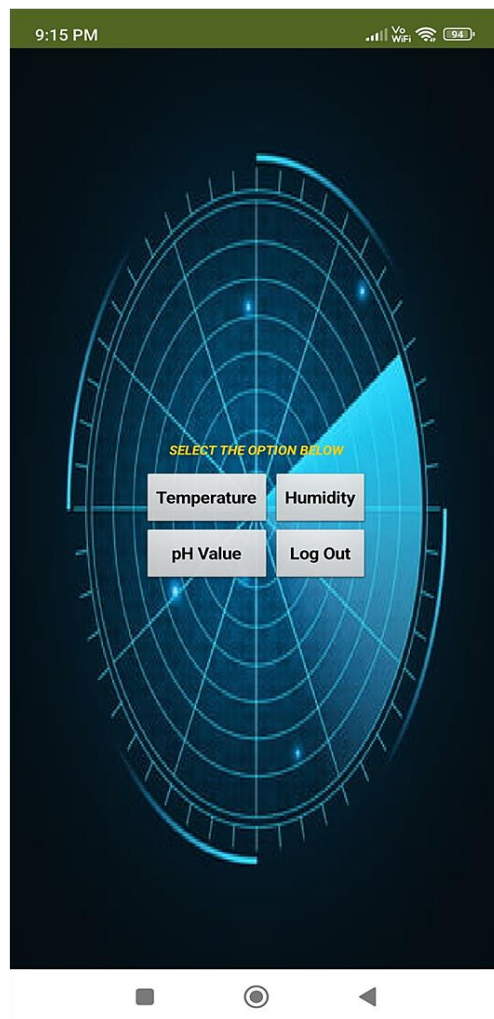 9:15 PM Vo WiFi 94
SELECT THE OPTION BELOW
Temperature Humidity
pH Value Log Out